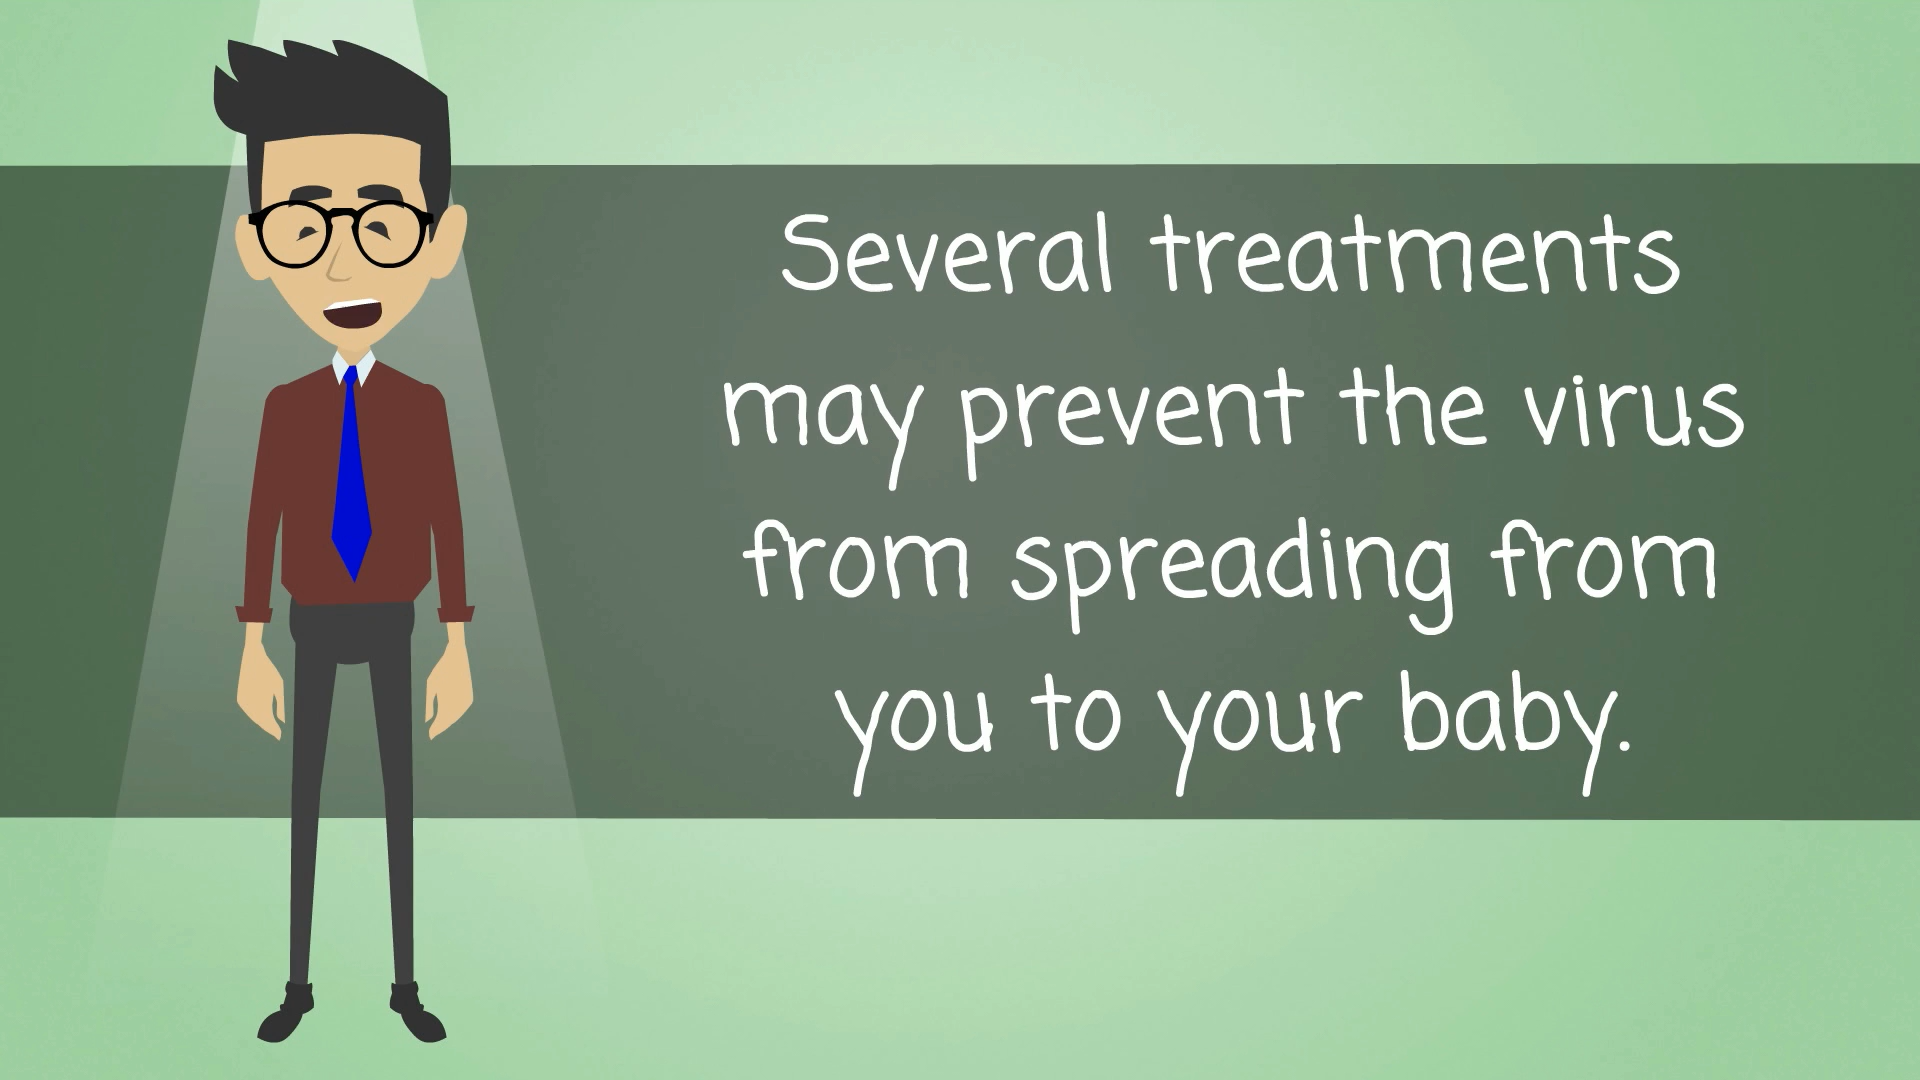 Several treatments
may prevent the virus
from spreading from
you to your baby.